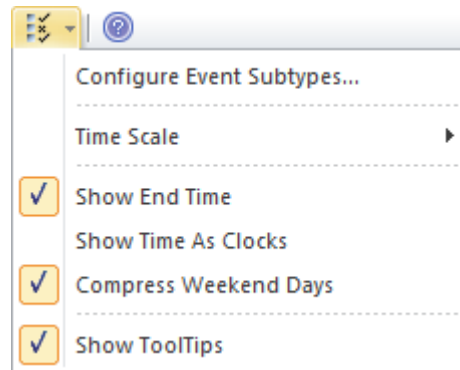 Configure Event Subtypes...
Time Scale
Show End Time
Show Time As Clocks
Compress Weekend Days
Show ToolTips